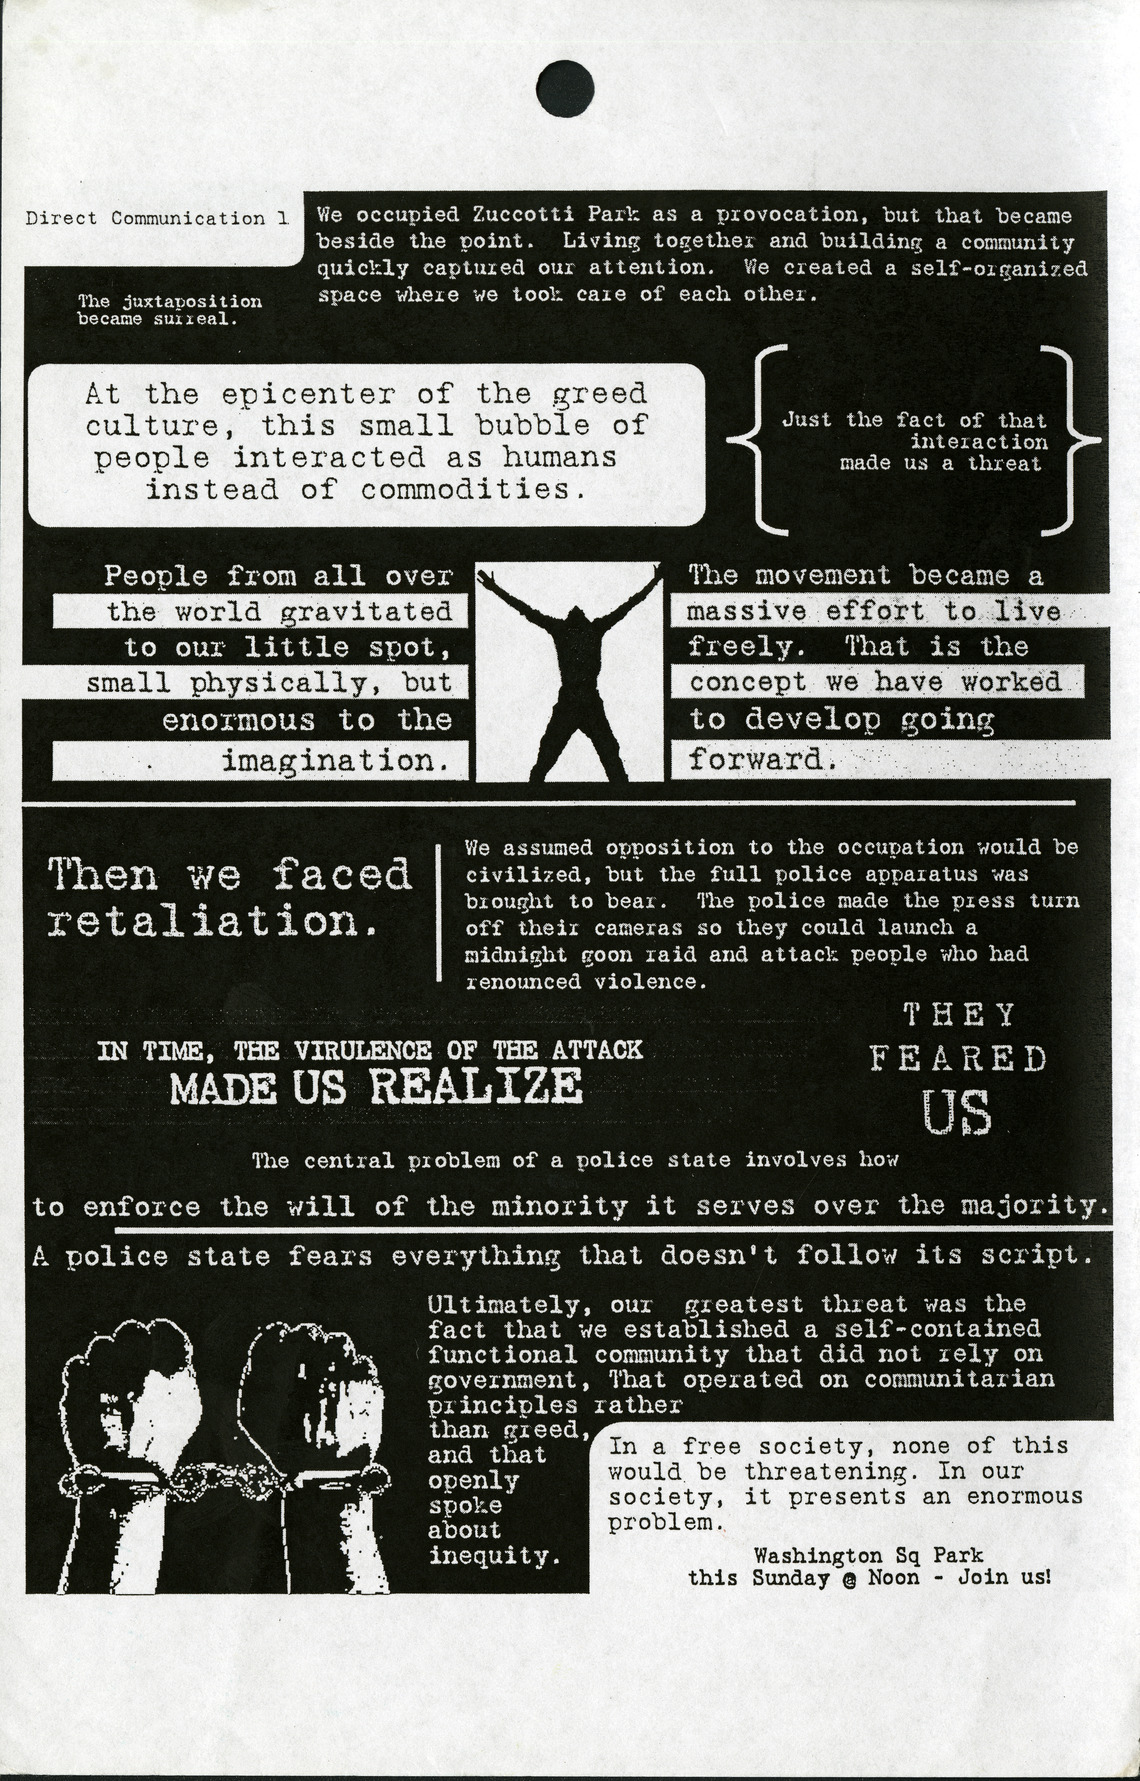 Direct Communication 1
We occupied Zuccotti Park as a provocation, but that became
beside the point. Living together and building a community
quickly captured our attention. We created a self-organized
space where we took care of each other.
The juxtaposition
became surreal.
At the epicenter of the greed
culture, this small bubble of
people interacted as humans
instead of commodities.
Just the fact of that
interaction
made us a threat
People from all over
the world gravitated
to our little spot,
small physically, but
enormous to the
imagination.
The movement became a
massive effort to live
freely. That is the
concept we have worked
to develop going
forward.
Then we faced
retaliation.
We assumed opposition to the occupation would be
civilized, but the full police apparatus was
brought to bear. The police made the press turn
off their cameras so they could launch a
midnight goon raid and attack people who had
renounced violence.
IN TIME, THE VIRULENCE OF THE ATTACK
MADE US REALIZE
THEY
FEARED
US
The central problem of a police state involves how
to enforce the will of the minority it serves over the majority.
A police state fears everything that doesn't follow its script.
Ultimately, our greatest threat was the
fact that we established a self-contained
functional community that did not rely on
government, That operated on communitarian
principles rather
than greed,
and that
openly
spoke
about
inequity.
In a free society, none of this
would be threatening. In our
society, it presents an enormous
problem.
Washington Sq Park
this Sunday @ Noon - Join us!